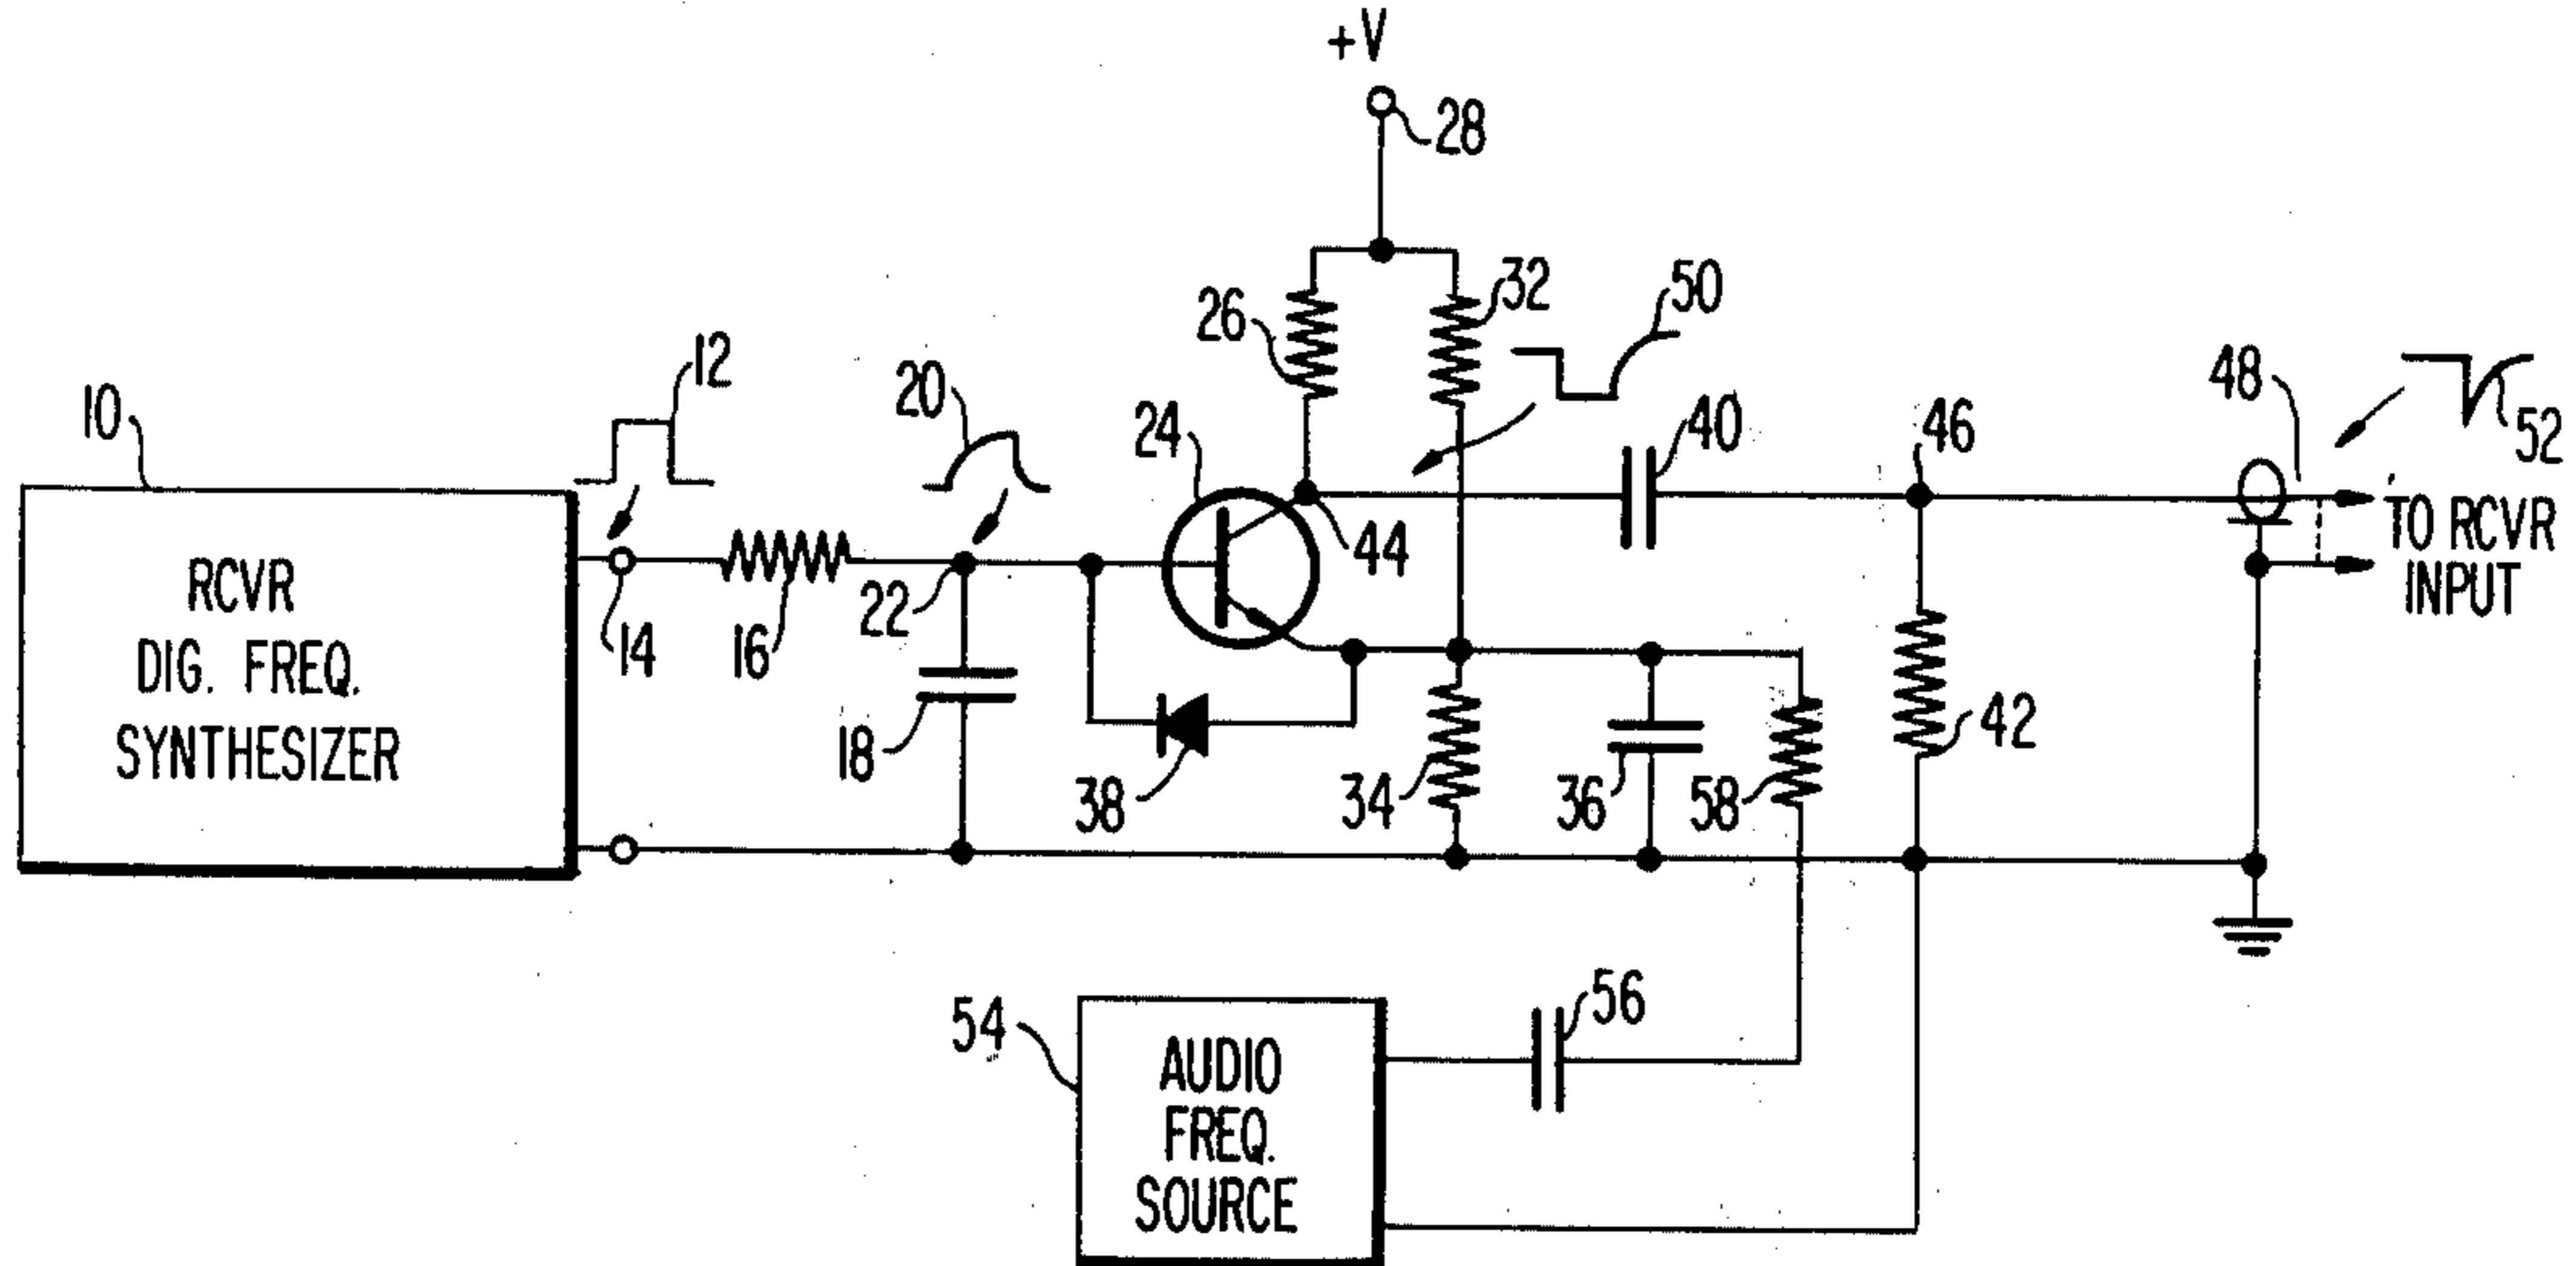 +V
28
26
32
50
12
20
10
24
40
46
48
52
RCVR
DIG. FREQ.
SYNTHESIZER
14
16
22
44
TO RCVR
INPUT
18
38
34
36
58
42
54
AUDIO
FREQ.
SOURCE
56